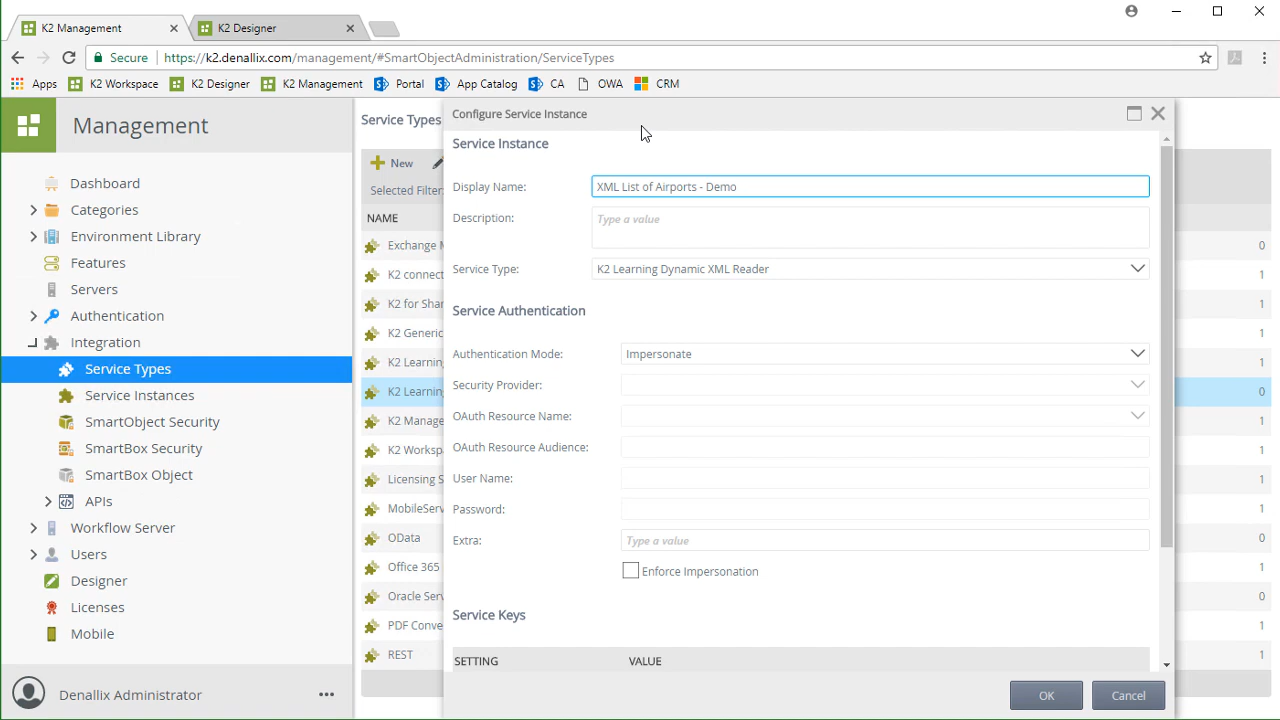 K2 Management
K2 Designer
Secure
https://k2.denallix.com/management/#SmartObjectAdministration/ServiceTypes
Apps K2 Workspace K2 Designer K2 Management Portal App Catalog CA OWA CRM
Management
Dashboard
Categories
Environment Library
Features
Servers
Authentication
Integration
Service Types
Service Instances
SmartObject Security
SmartBox Security
SmartBox Object
APIs
Workflow Server
Users
Designer
Licenses
Mobile
Denallix Administrator
Service Types
New
Selected Filter
NAME
Exchange M 0
K2 connect 1
K2 for Shar 1
K2 Generic 1
K2 Learning 1
K2 Learning 0
K2 Manage 1
K2 Worksp 1
Licensing S 1
MobileServ 1
OData 0
Office 365 1
Oracle Serv 0
PDF Conve 1
REST 1
Configure Service Instance
Service Instance
Display Name: XML List of Airports - Demo
Description: Type a value
Service Type: K2 Learning Dynamic XML Reader
Service Authentication
Authentication Mode: Impersonate
Security Provider:
OAuth Resource Name:
OAuth Resource Audience:
User Name:
Password:
Extra: Type a value
Enforce Impersonation
Service Keys
SETTING VALUE
OK Cancel